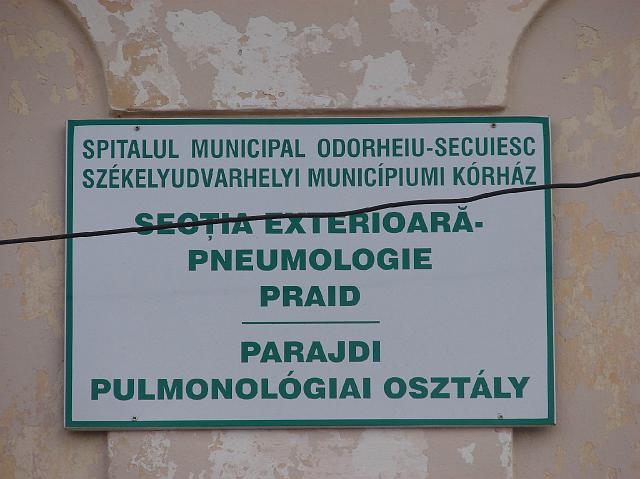 SPITALUL MUNICIPAL ODORHEIU-SECUIESC
SZÉKELYUDVARHELYI MUNICÍPIUMI KÓRHÁZ
SECȚIA EXTERIOARĂ-
PNEUMOLOGIE
PRAID
PARAJDI
PULMONOLÓGIAI OSZTÁLY